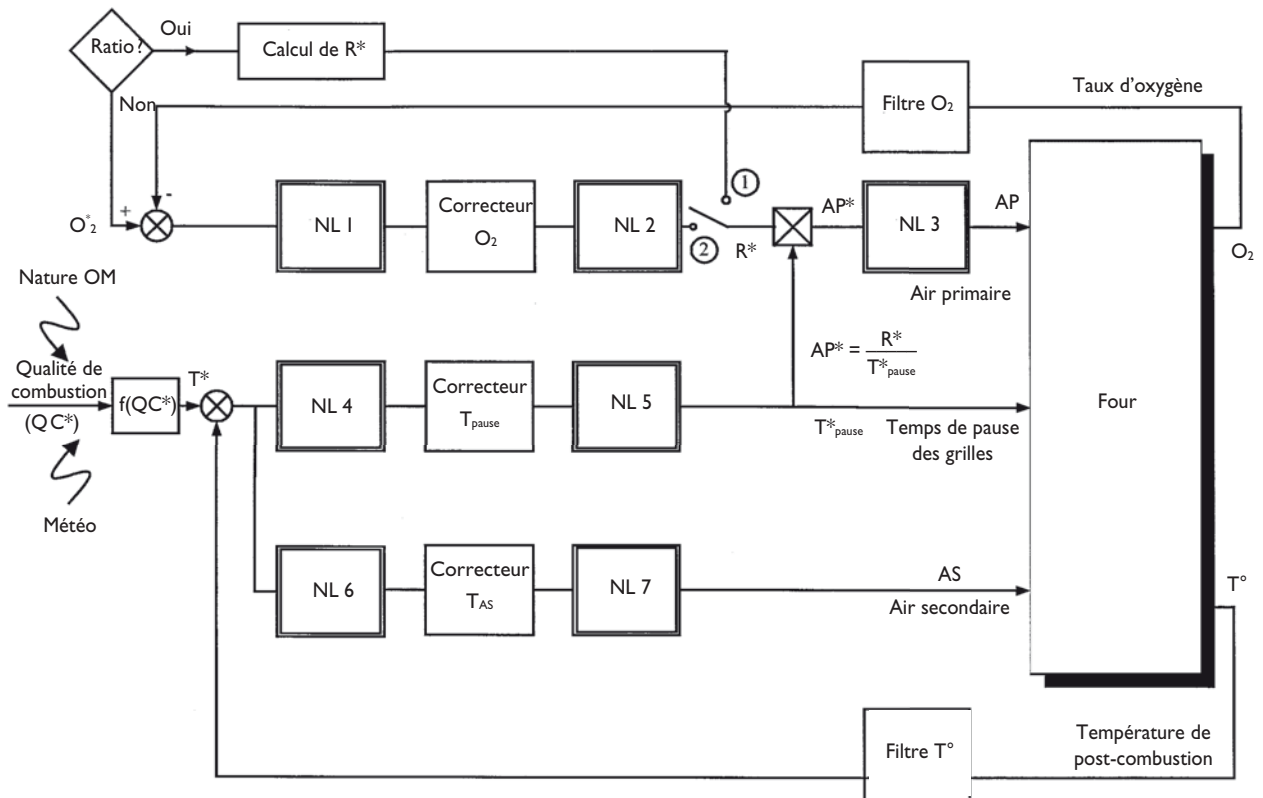 Oui
Ratio ?
Calcul de R*
Non
Filtre O₂
Taux d'oxygène
-
+
O*₂
NL 1
Correcteur
O₂
NL 2
①
②
R*
AP*
NL 3
AP
Air primaire
O₂
Nature OM
Qualité de
combustion
(QC*)
Météo
f(QC*)
T*
NL 4
Correcteur
Tpause
NL 5
AP* = R* / T*pause
T*pause
Temps de pause
des grilles
Four
NL 6
Correcteur
TAS
NL 7
AS
Air secondaire
T°
Filtre T°
Température de
post-combustion